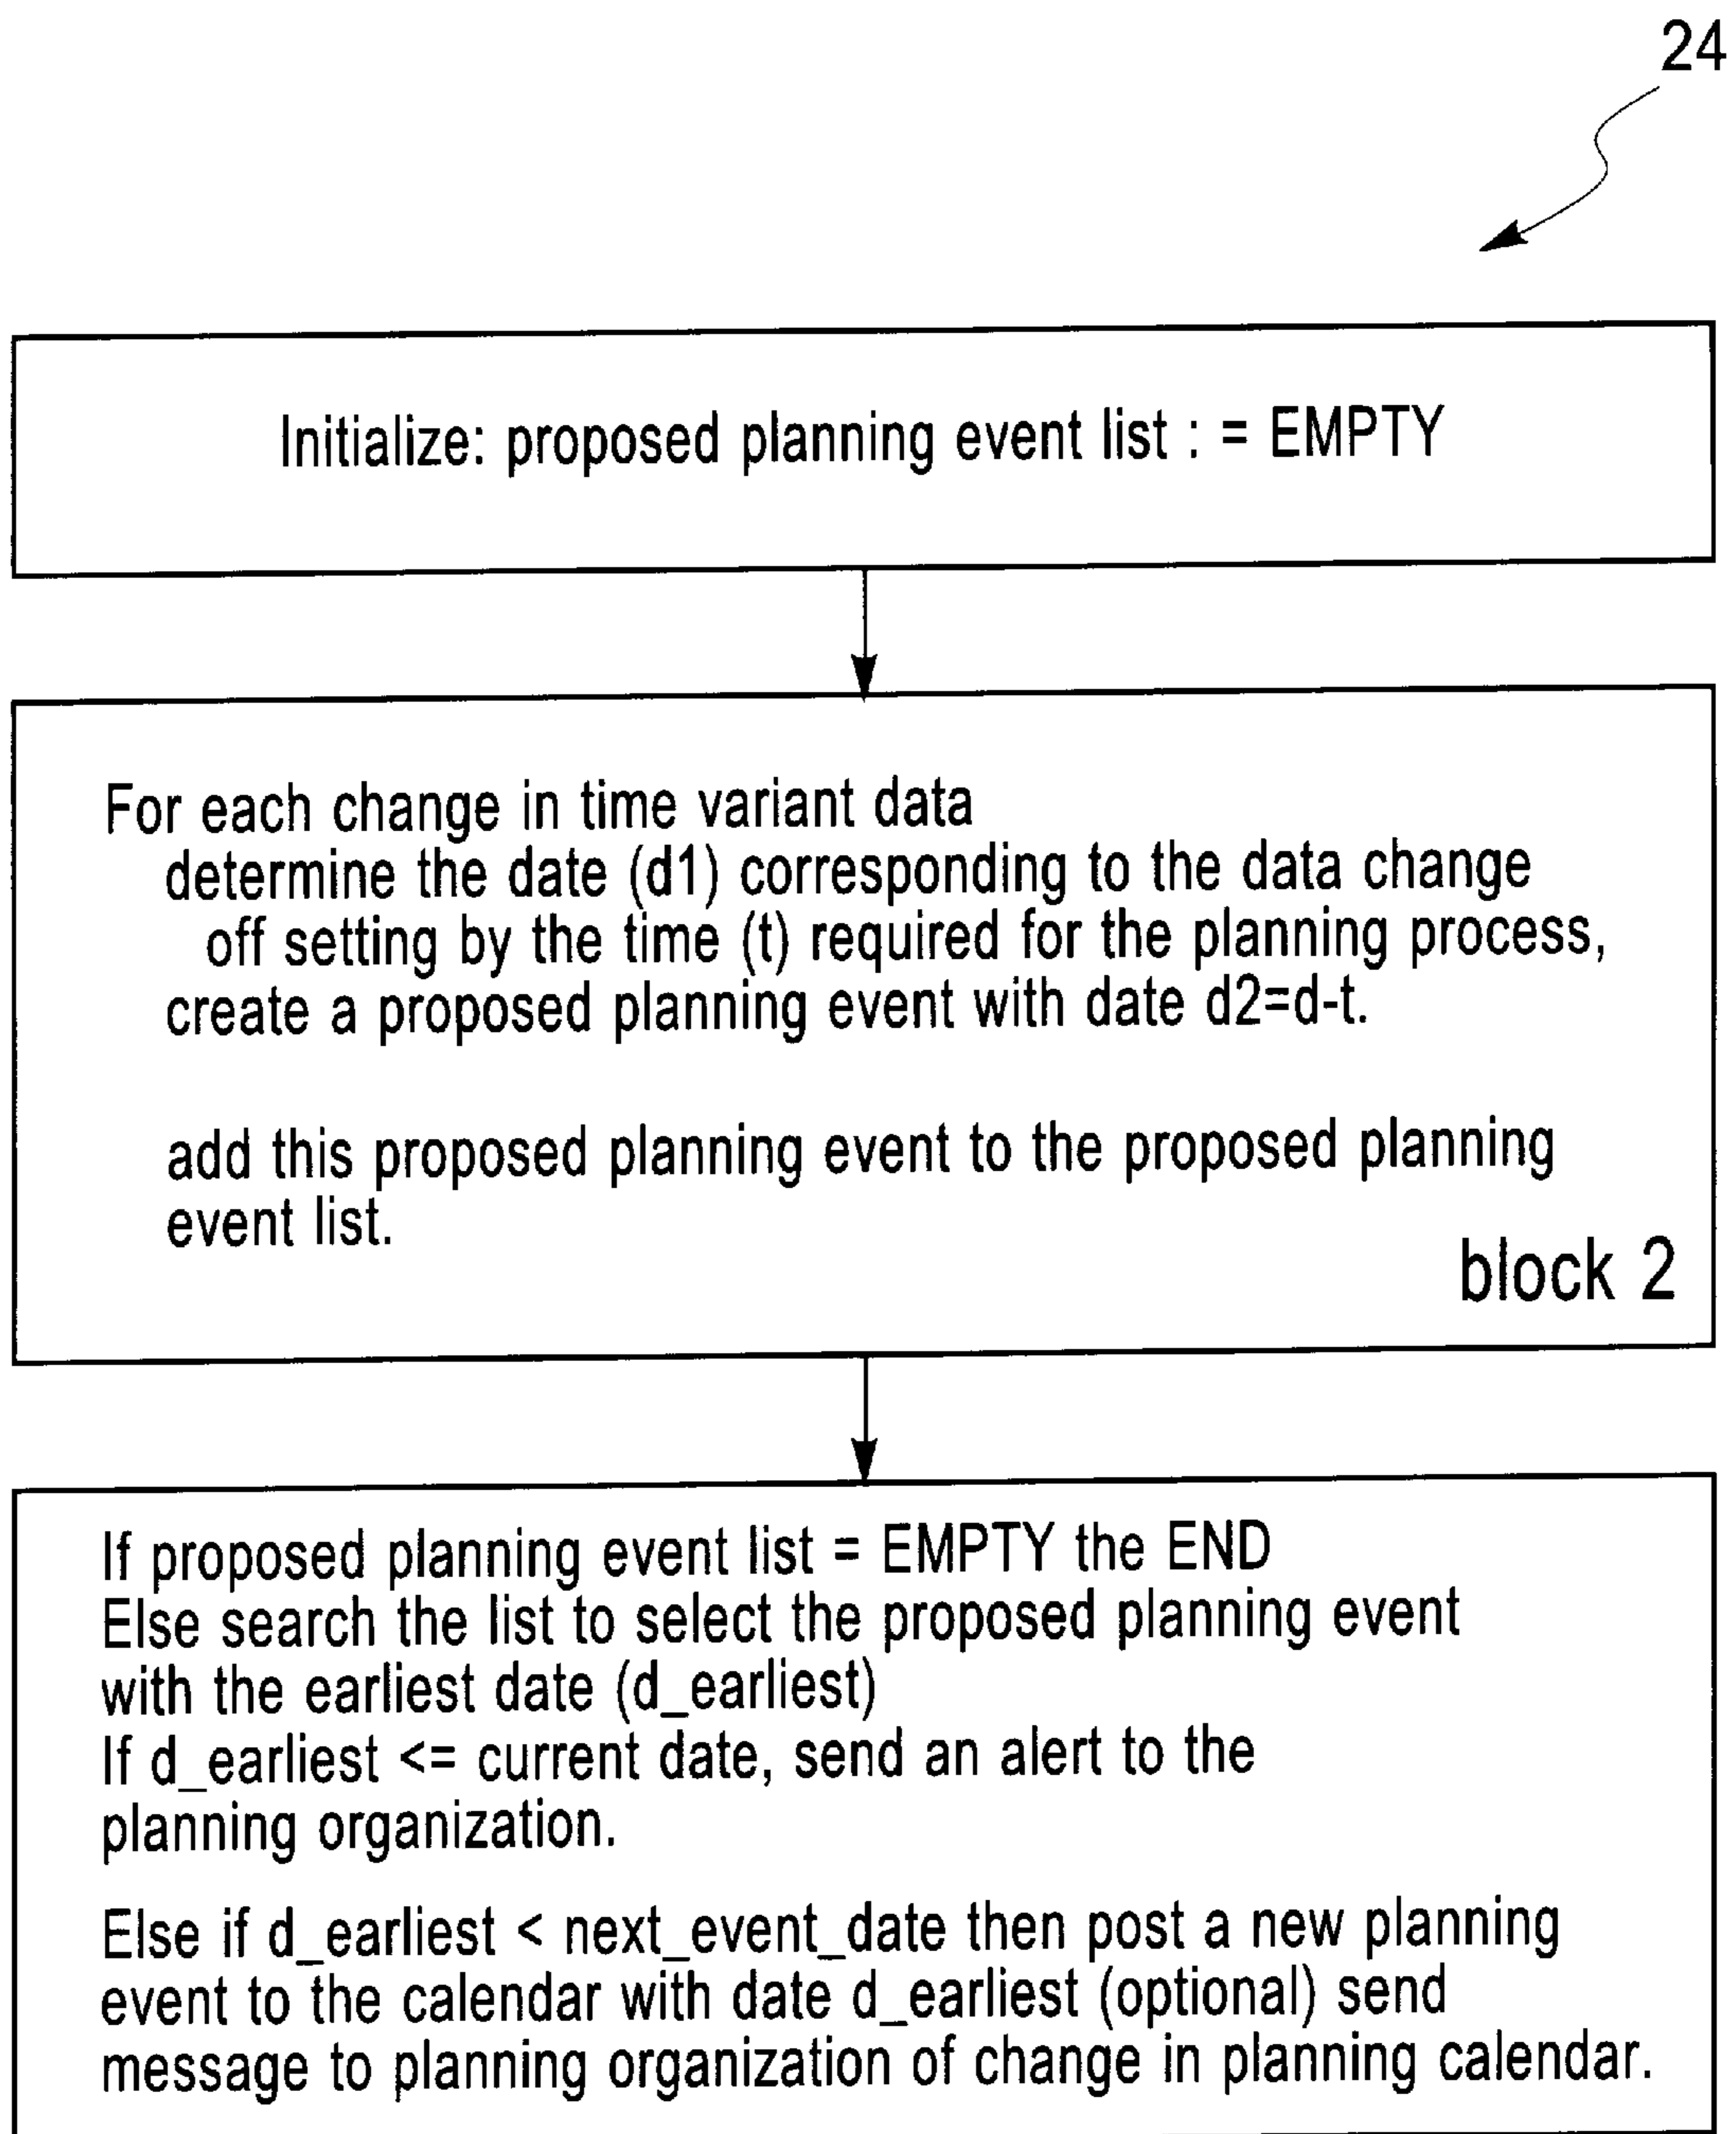 24
Initialize: proposed planning event list : = EMPTY
For each change in time variant data
determine the date (d1) corresponding to the data change
off setting by the time (t) required for the planning process,
create a proposed planning event with date d2=d-t.
add this proposed planning event to the proposed planning
event list.
block 2
If proposed planning event list = EMPTY the END
Else search the list to select the proposed planning event
with the earliest date (d_earliest)
If d_earliest <= current date, send an alert to the
planning organization.
Else if d_earliest < next_event_date then post a new planning
event to the calendar with date d_earliest (optional) send
message to planning organization of change in planning calendar.